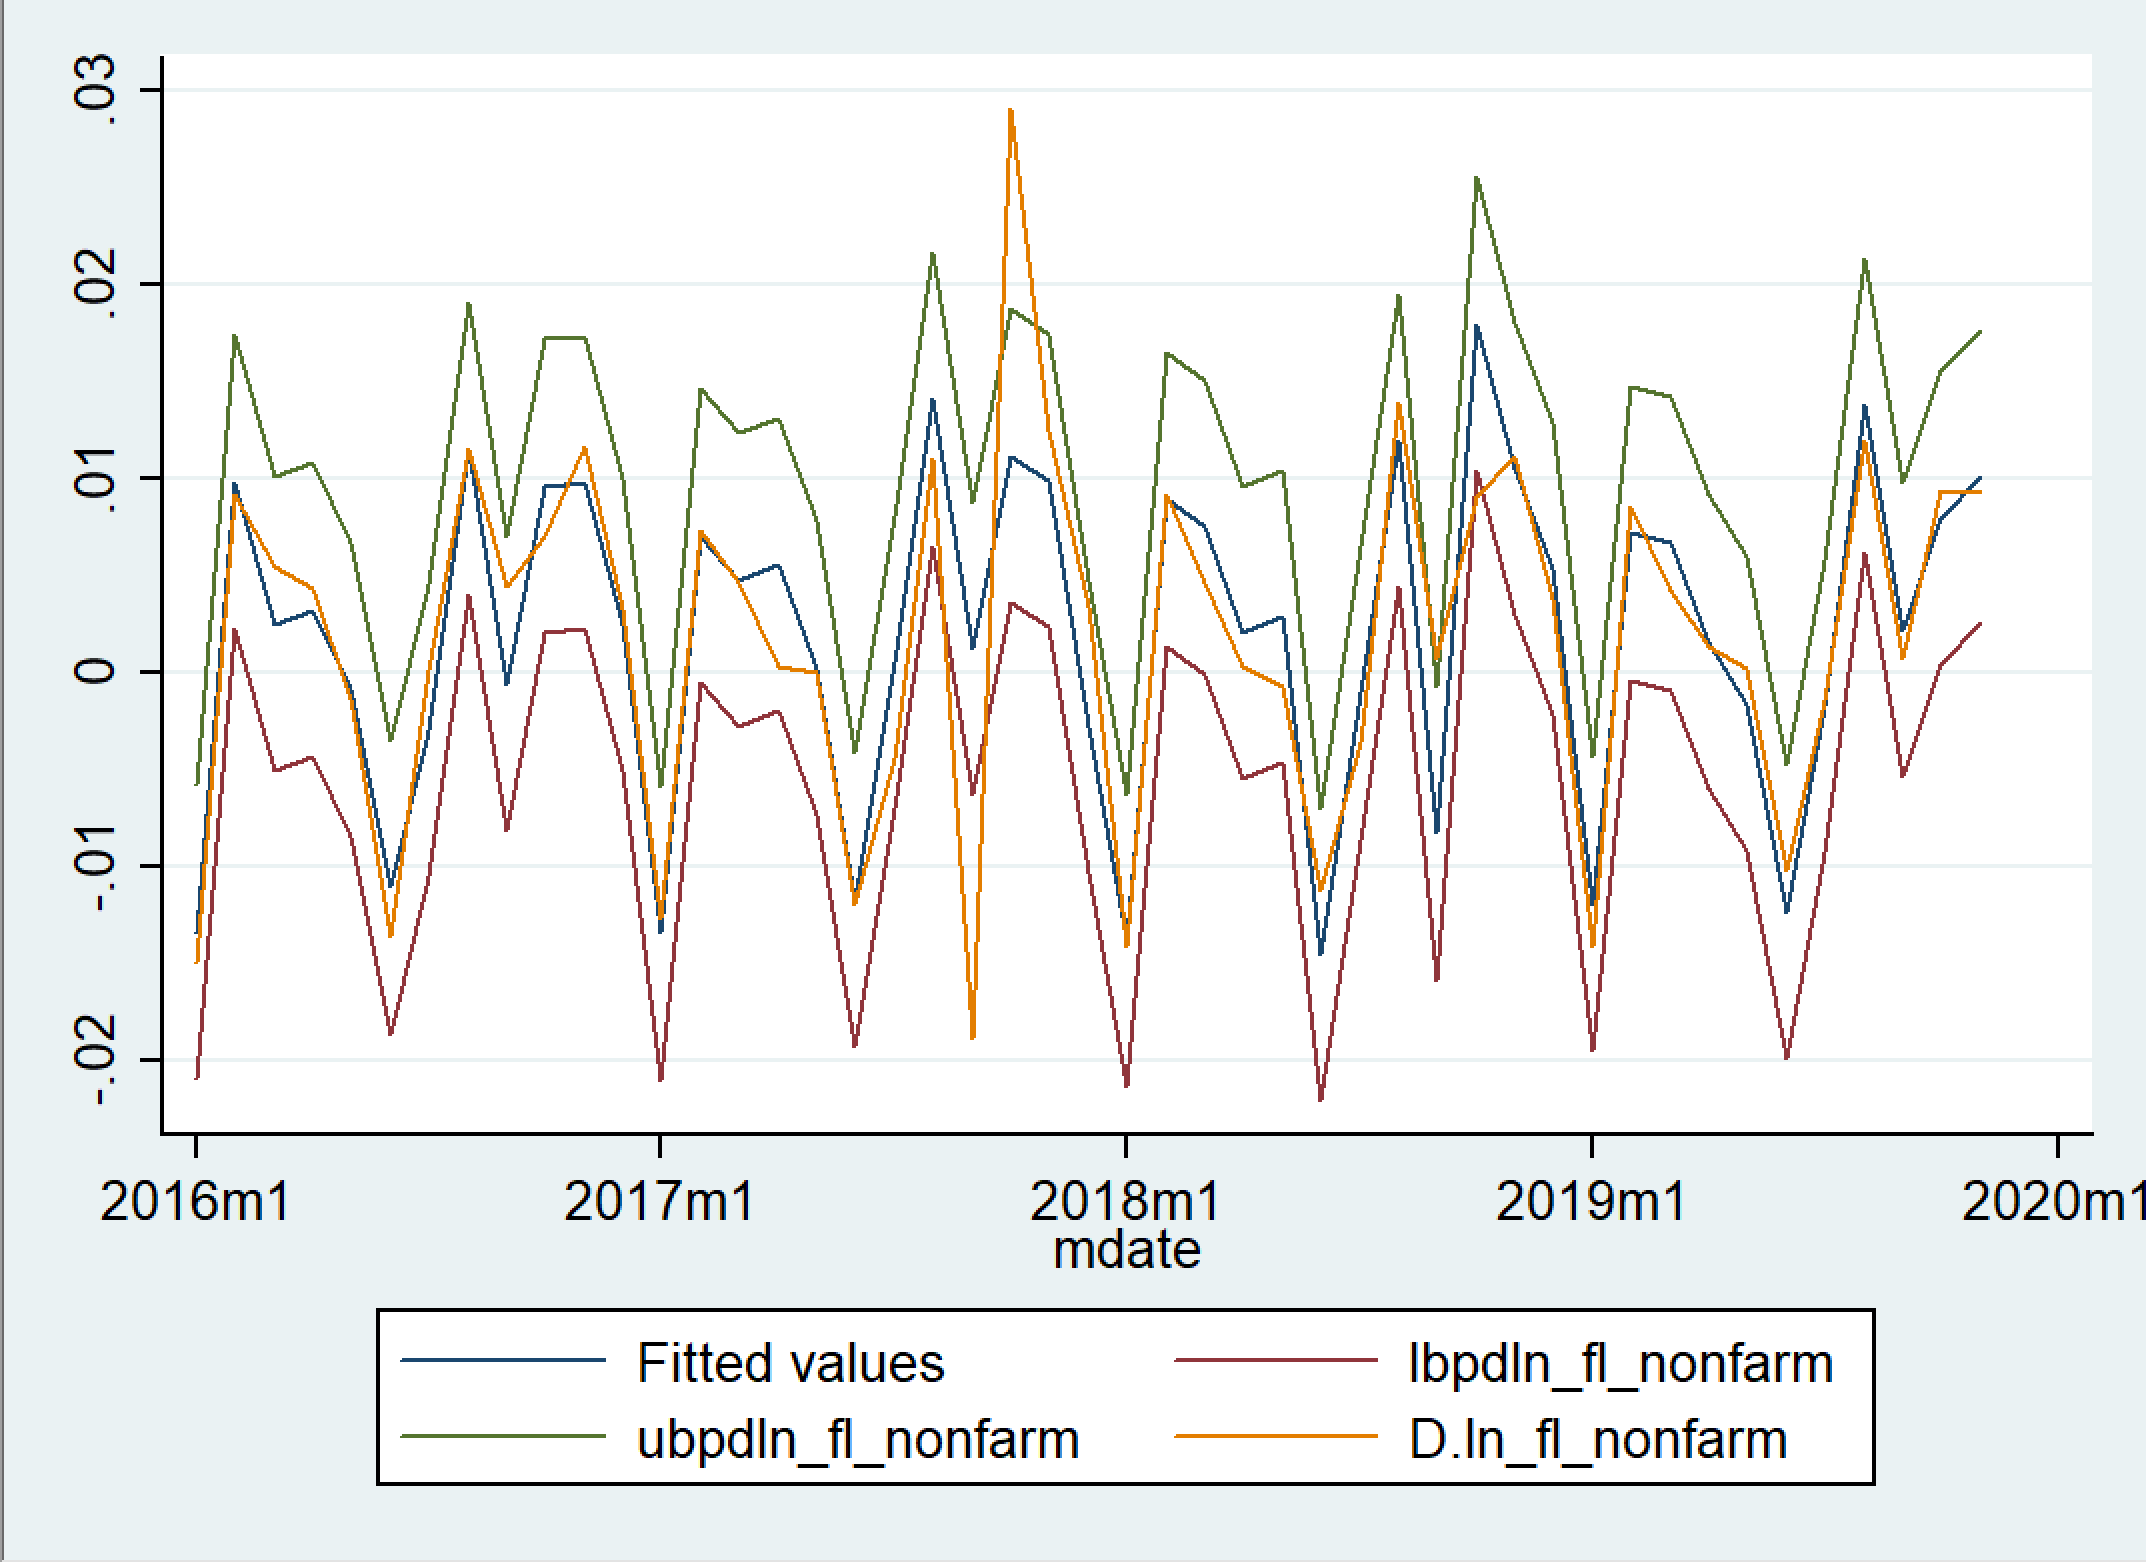 .03
.02
.01
0
-.01
-.02
2016m1 2017m1 2018m1 2019m1 2020m1
mdate
Fitted values lbpdln_fl_nonfarm
ubpdln_fl_nonfarm D.ln_fl_nonfarm